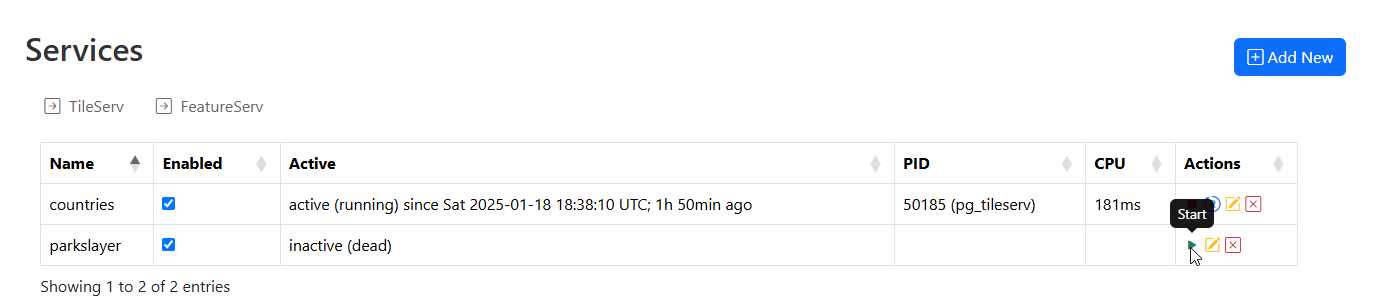 Services
Add New
TileServ FeatureServ
Name Enabled Active PID CPU Actions
countries active (running) since Sat 2025-01-18 18:38:10 UTC; 1h 50min ago 50185 (pg_tileserv) 181ms
Start
parkslayer inactive (dead)
Showing 1 to 2 of 2 entries